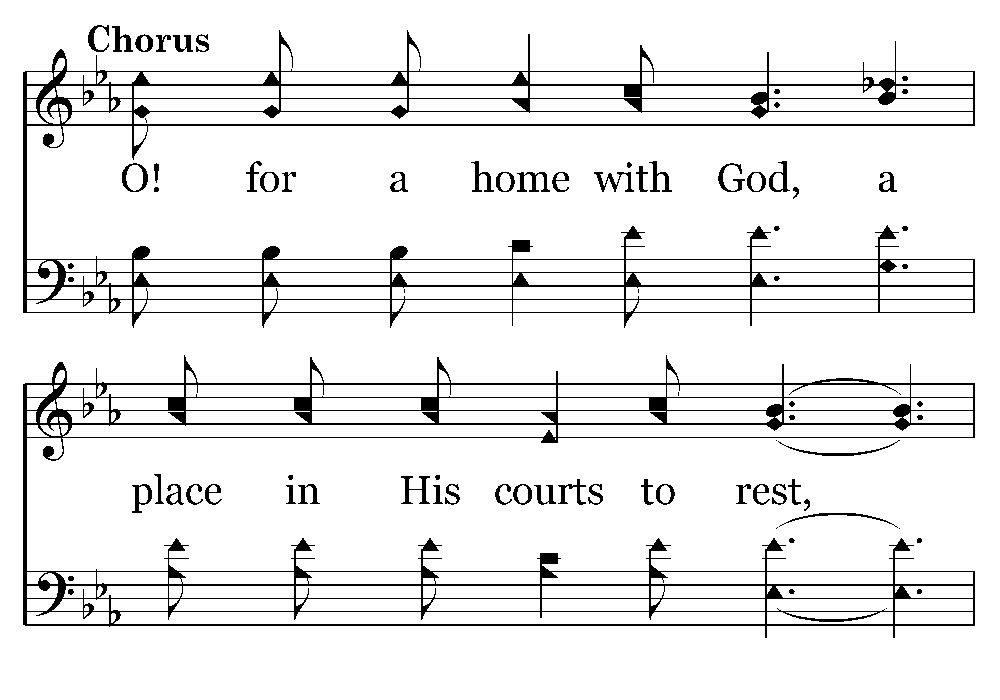 Chorus
O! for a home with God, a
place in His courts to rest,